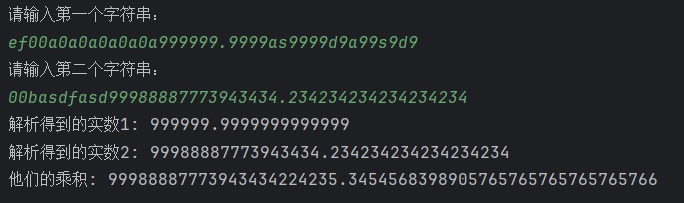 请输入第一个字符串：
ef00a0a0a0a0a0a999999.9999as9999d9a99s9d9
请输入第二个字符串：
00basdfasd99988887773943434.234234234234234234
解析得到的实数1: 999999.9999999999999
解析得到的实数2: 99988887773943434.234234234234234234
他们的乘积: 99988887773943434224235.3454568398905765765765765765766